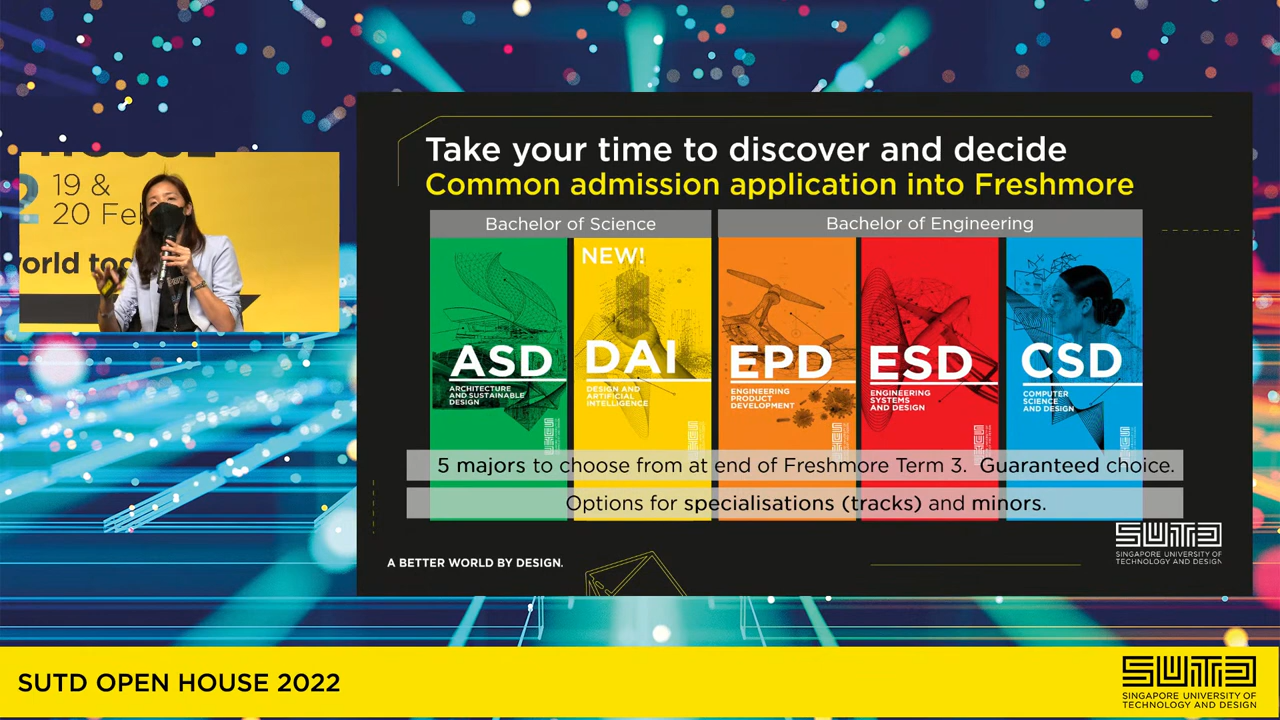 19 &
20 Fe
Take your time to discover and decide
Common admission application into Freshmore
Bachelor of Science
Bachelor of Engineering
NEW!
ASD
ARCHITECTURE
AND SUSTAINABLE
DESIGN
DAI
DESIGN AND
ARTIFICIAL
INTELLIGENCE
EPD
ENGINEERING
PRODUCT
DEVELOPMENT
ESD
ENGINEERING
SYSTEMS
AND DESIGN
CSD
COMPUTER
SCIENCE
AND DESIGN
5 majors to choose from at end of Freshmore Term 3. Guaranteed choice.
Options for specialisations (tracks) and minors.
A BETTER WORLD BY DESIGN.
SUTD
SINGAPORE UNIVERSITY OF
TECHNOLOGY AND DESIGN
SUTD OPEN HOUSE 2022
SUTD
SINGAPORE UNIVERSITY OF
TECHNOLOGY AND DESIGN